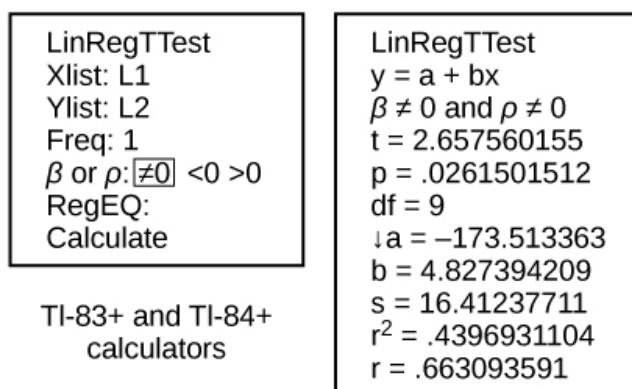 LinRegTTest
Xlist: L1
Ylist: L2
Freq: 1
β or ρ: ≠0 <0 >0
RegEQ:
Calculate
TI-83+ and TI-84+
calculators
LinRegTTest
y = a + bx
β ≠ 0 and ρ ≠ 0
t = 2.657560155
p = .0261501512
df = 9
↓a = –173.513363
b = 4.827394209
s = 16.41237711
r² = .4396931104
r = .663093591